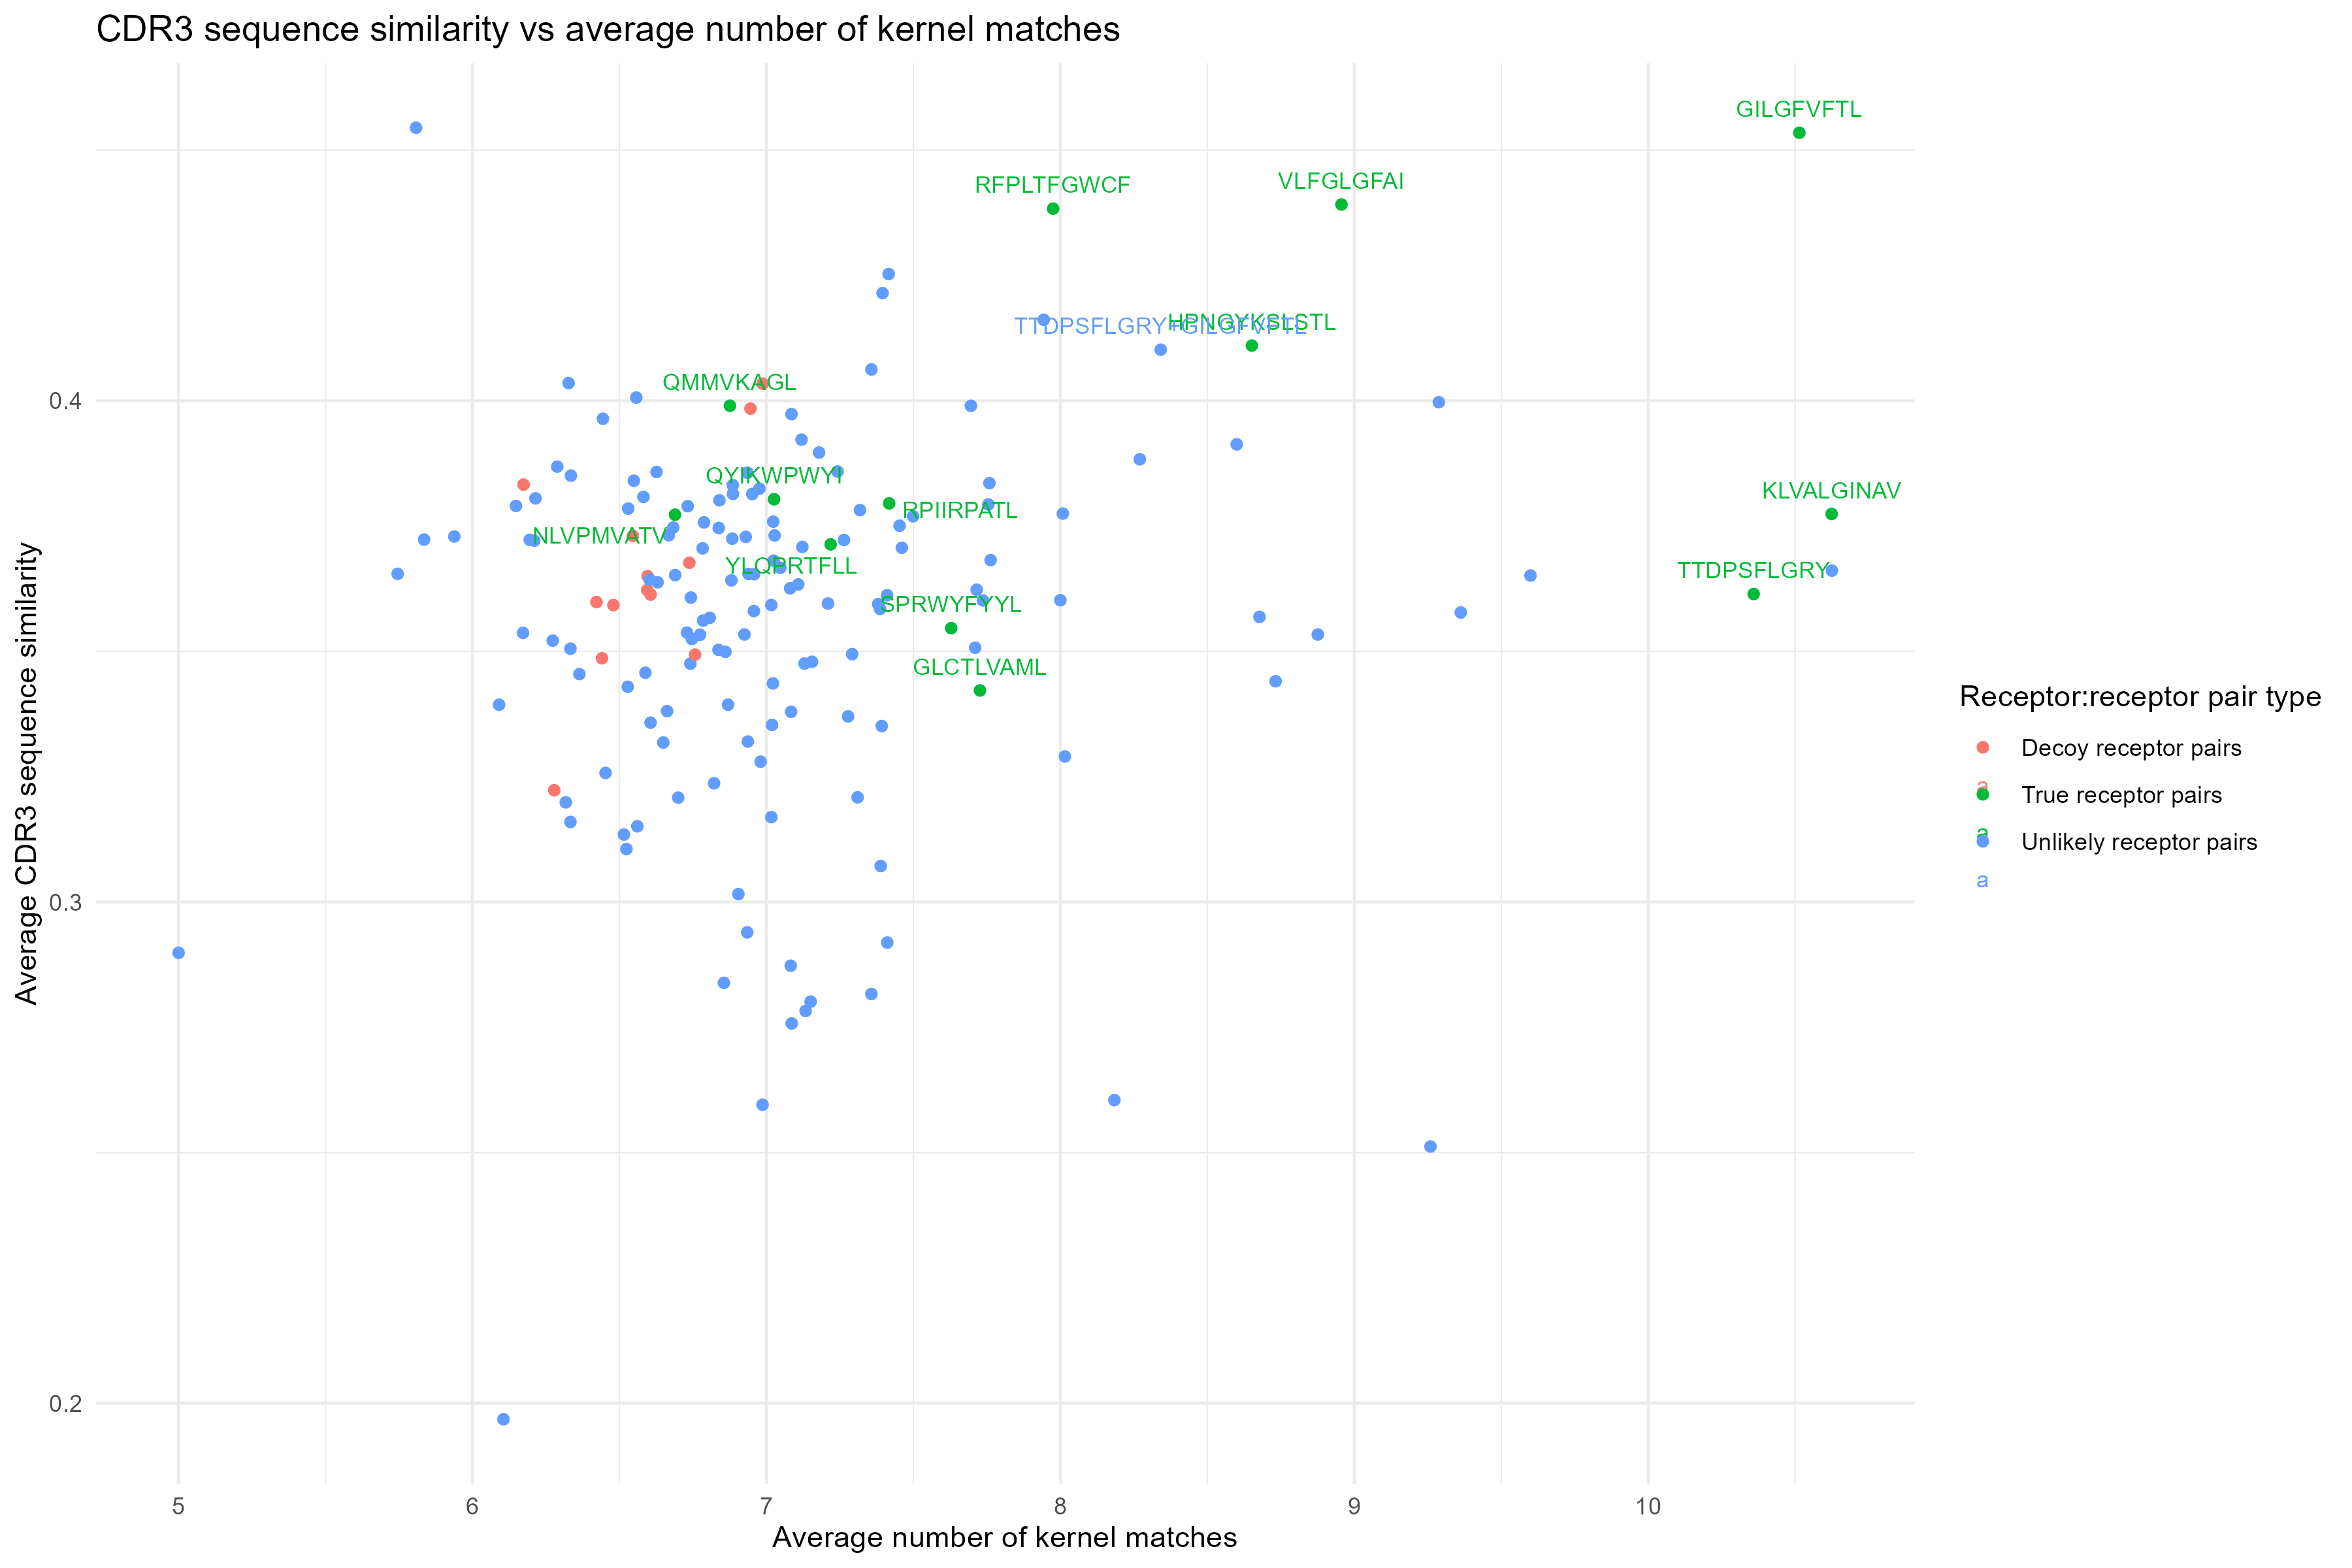 CDR3 sequence similarity vs average number of kernel matches
GILGFVFTL
RFPLTFGWCF
VLFGLGFAI
TTDPSFLGRY+GILGFVFTL
HPNGYKSLSTL
QMMVKAGL
QYIKWPWYI
KLVALGINAV
RPIIRPATL
NLVPMVATV
YLQPRTFLL
TTDPSFLGRY
SPRWYFYYL
GLCTLVAML
0.4
0.3
0.2
Average CDR3 sequence similarity
5 6 7 8 9 10
Average number of kernel matches
Receptor:receptor pair type
Decoy receptor pairs
a
True receptor pairs
a
Unlikely receptor pairs
a